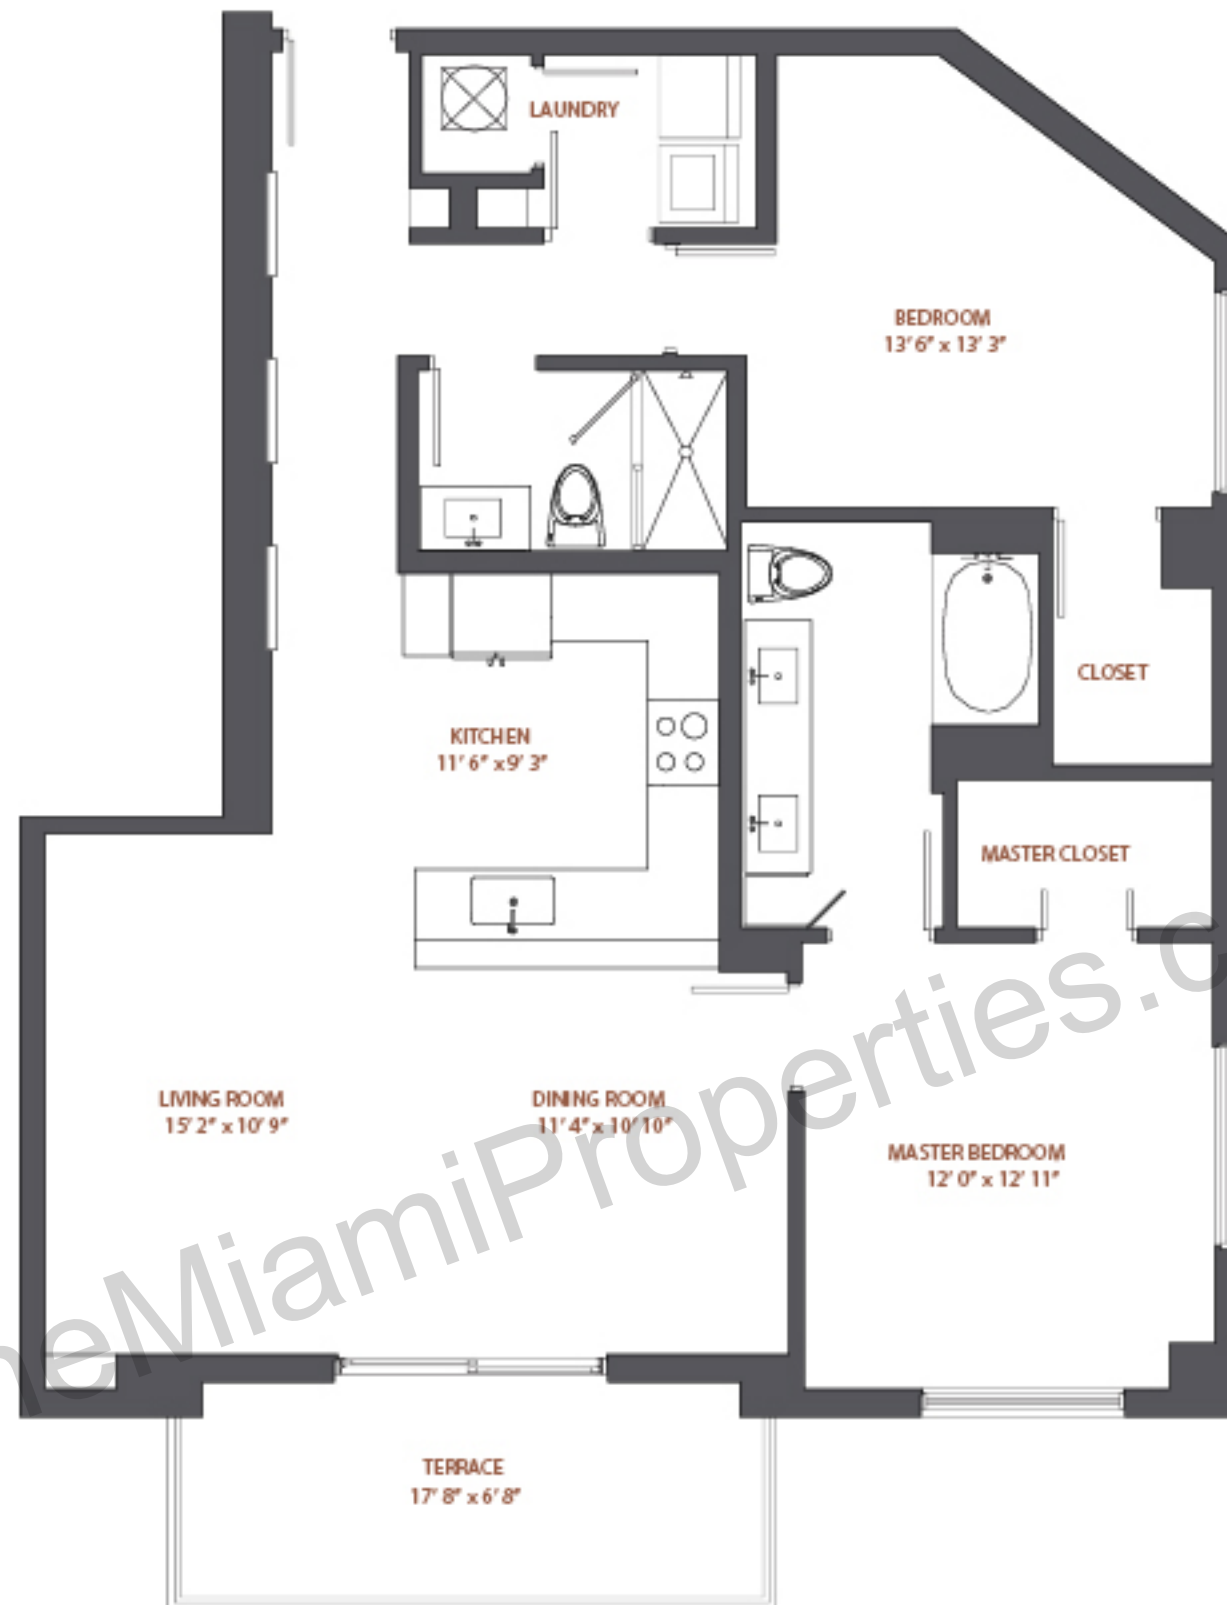 LAUNDRY
BEDROOM
13' 6" x 13' 3"
CLOSET
KITCHEN
11' 6" x 9' 3"
MASTER CLOSET
LIVING ROOM
15' 2" x 10' 9"
DINING ROOM
11' 4" x 10' 10"
MASTER BEDROOM
12' 0" x 12' 11"
TERRACE
17' 8" x 6' 8"
heMiamiProperties.c